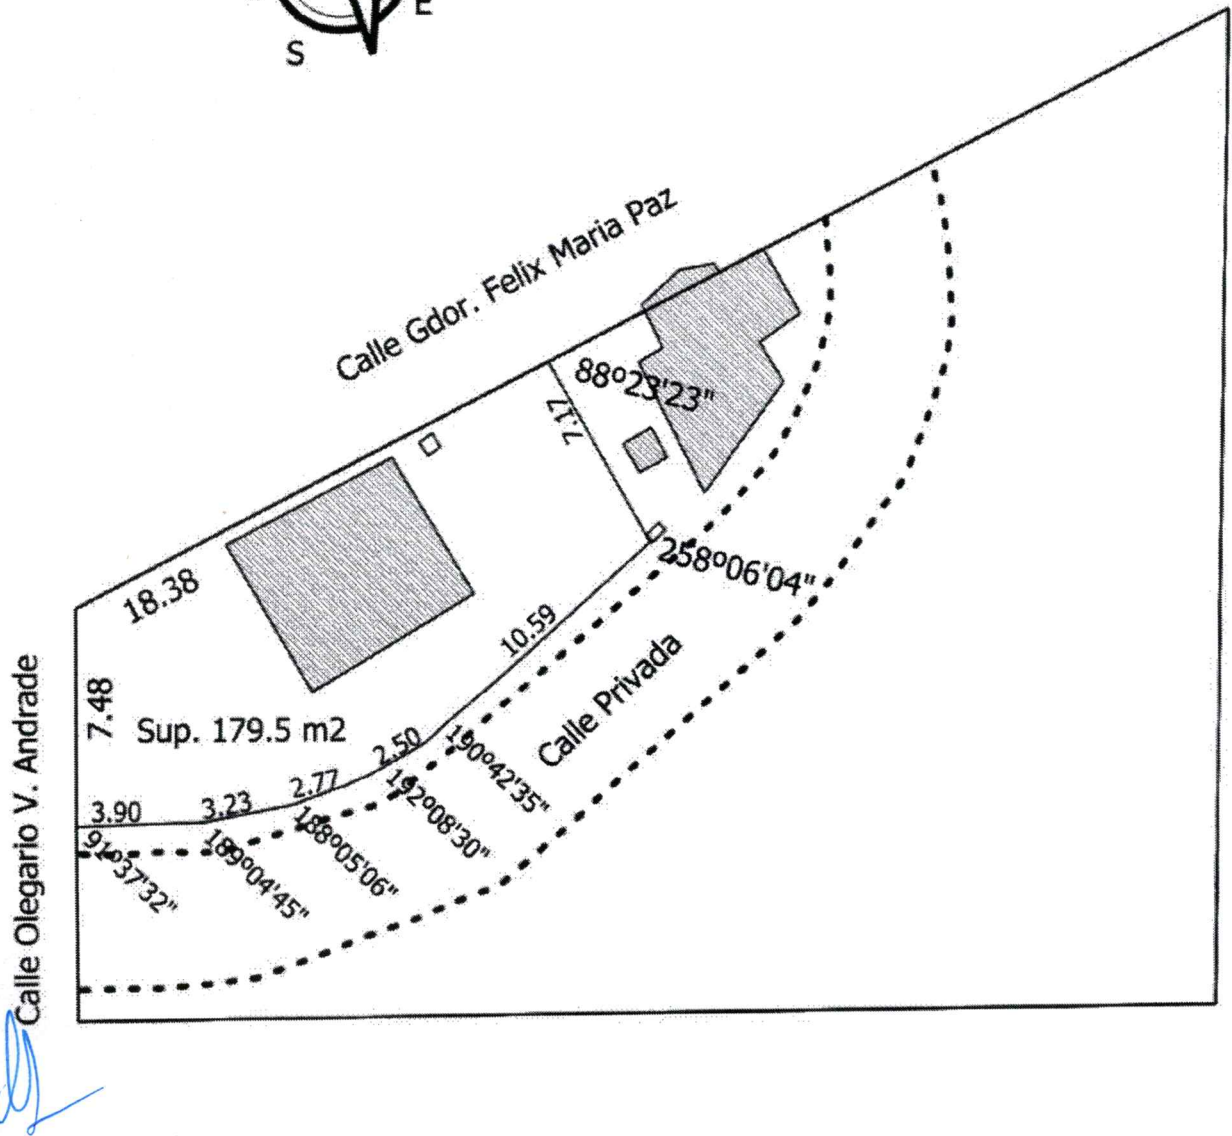 E
S
Calle Gdor. Felix Maria Paz
88º23'23"
7.17
258º06'04"
18.38
10.59
7.48
Sup. 179.5 m2
Calle Privada
2.50
190º42'35"
2.77
192º08'30"
3.90
3.23
188º05'06"
91º37'32"
189º04'45"
Calle Olegario V. Andrade